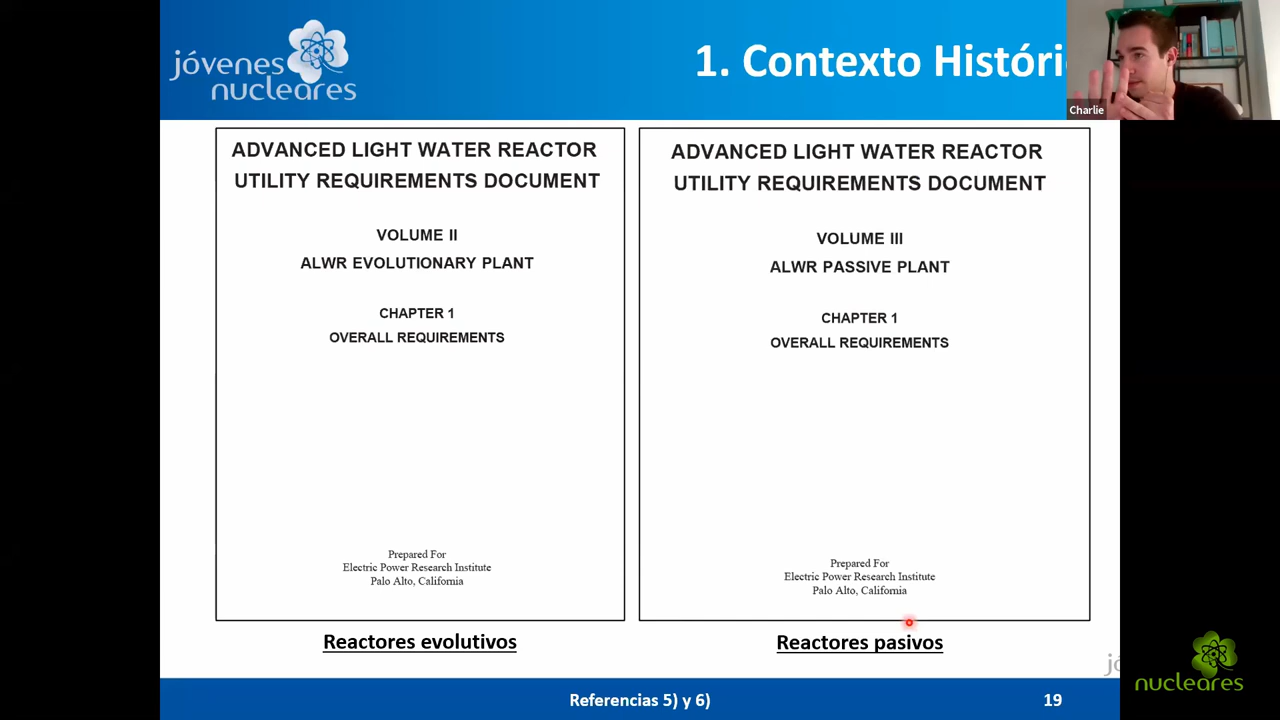 jóvenes
nucleares
1. Contexto Históri
Charlie
ADVANCED LIGHT WATER REACTOR
UTILITY REQUIREMENTS DOCUMENT
VOLUME II
ALWR EVOLUTIONARY PLANT
CHAPTER 1
OVERALL REQUIREMENTS
Prepared For
Electric Power Research Institute
Palo Alto, California
Reactores evolutivos
ADVANCED LIGHT WATER REACTOR
UTILITY REQUIREMENTS DOCUMENT
VOLUME III
ALWR PASSIVE PLANT
CHAPTER 1
OVERALL REQUIREMENTS
Prepared For
Electric Power Research Institute
Palo Alto, California
Reactores pasivos
jó
nucleares
Referencias 5) y 6)
19